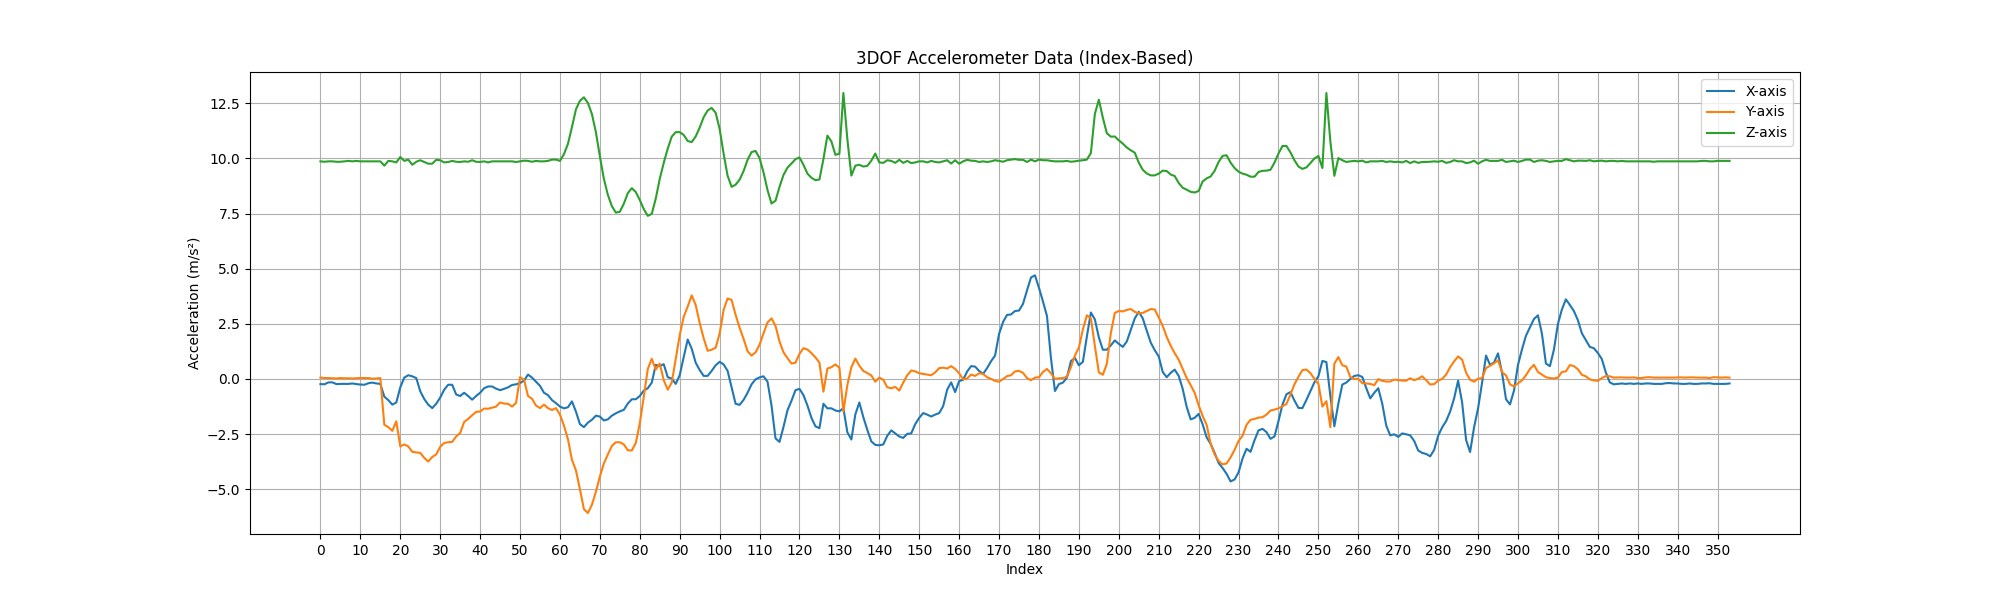 3DOF Accelerometer Data (Index-Based)
X-axis
Y-axis
Z-axis
12.5
10.0
7.5
5.0
2.5
0.0
−2.5
−5.0
Acceleration (m/s²)
0 10 20 30 40 50 60 70 80 90 100 110 120 130 140 150 160 170 180 190 200 210 220 230 240 250 260 270 280 290 300 310 320 330 340 350
Index